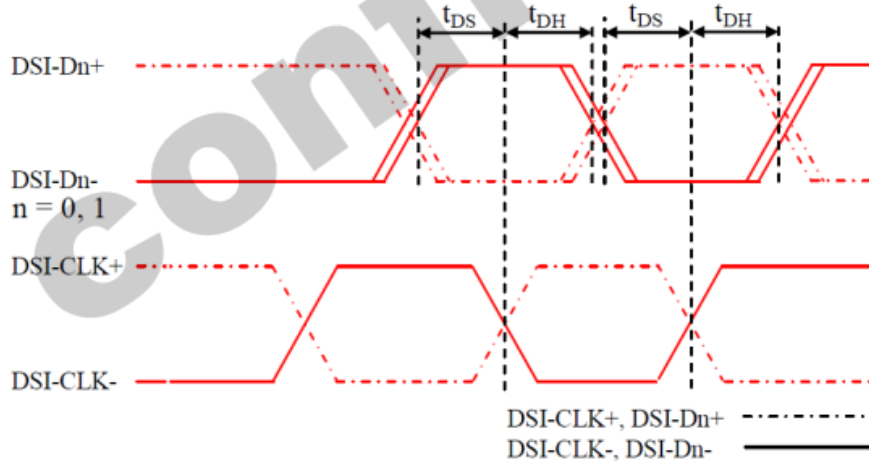 tDS tDH tDS tDH
DSI-Dn+
DSI-Dn-
n = 0, 1
DSI-CLK+
DSI-CLK-
DSI-CLK+, DSI-Dn+
DSI-CLK-, DSI-Dn-